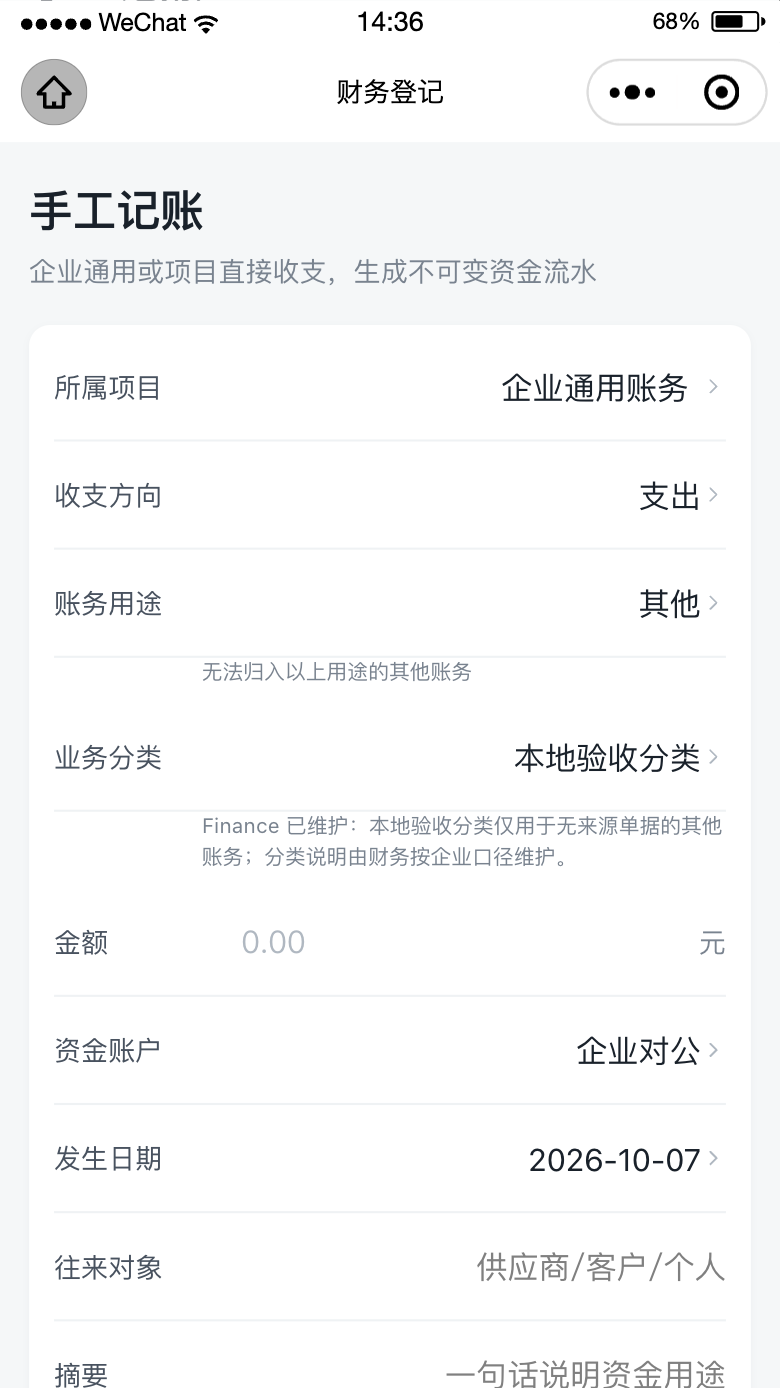 WeChat 14:36 68%
财务登记
手工记账
企业通用或项目直接收支，生成不可变资金流水
所属项目 企业通用账务
收支方向 支出
账务用途 其他
无法归入以上用途的其他账务
业务分类 本地验收分类
Finance 已维护：本地验收分类仅用于无来源单据的其他
账务；分类说明由财务按企业口径维护。
金额 0.00 元
资金账户 企业对公
发生日期 2026-10-07
往来对象 供应商/客户/个人
摘要 一句话说明资金用途